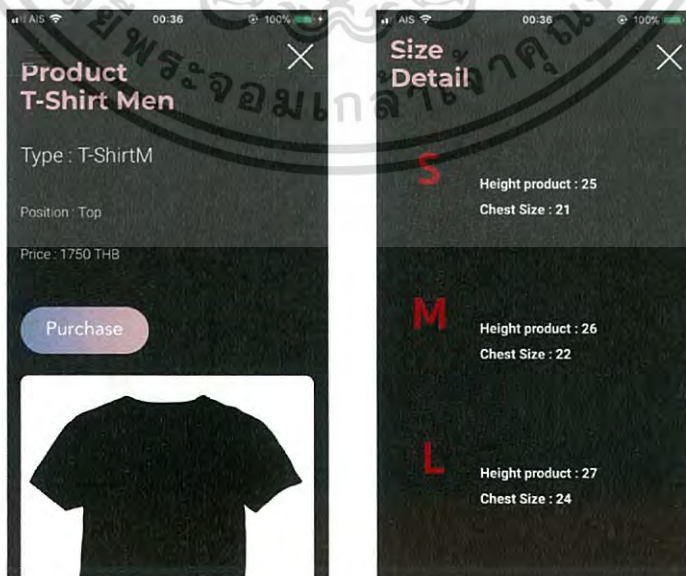 AIS 00:36 100%
Product
T-Shirt Men
Type : T-ShirtM
Position : Top
Price : 1750 THB
Purchase
AIS 00:36 100%
Size
Detail
S
Height product : 25
Chest Size : 21
M
Height product : 26
Chest Size : 22
L
Height product : 27
Chest Size : 24